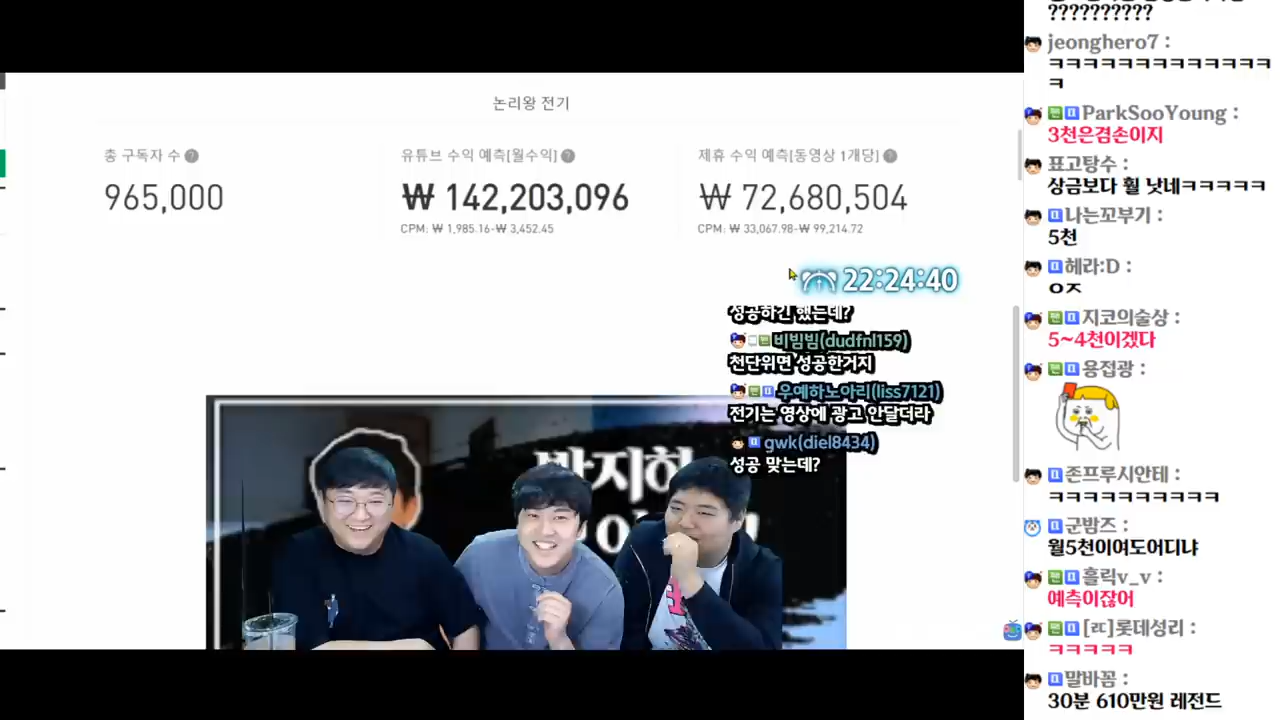 논리왕 전기
총 구독자 수 ?
965,000
유튜브 수익 예측[월수익] ?
₩ 142,203,096
CPM: ₩ 1,985.16-₩ 3,452.45
제휴 수익 예측[동영상 1개당] ?
₩ 72,680,504
CPM: ₩ 33,067.98-₩ 99,214.72
22:24:40
성공하긴 했는데?
비빔빔(dudfnl159)
천단위면 성공한거지
우예하노아리(liss7121)
전기는 영상에 광고 안달더라
gwk(diel8434)
성공 맞는데?
??????????
jeonghero7 :
ㅋㅋㅋㅋㅋㅋㅋㅋㅋㅋㅋㅋㅋ
ㅋ
ParkSooYoung :
3천은겸손이지
표고탕수 :
상금보다 훨 낫네ㅋㅋㅋㅋㅋ
나는꼬부기 :
5천
헤라:D :
ㅇㅈ
지코의술상 :
5~4천이겠다
용접광 :
존프루시안테 :
ㅋㅋㅋㅋㅋㅋㅋㅋㅋㅋ
군밤즈 :
월5천이여도어디냐
홀릭v_v :
예측이잖어
[ㄸ]롯데성리 :
ㅋㅋㅋㅋㅋ
말바꼼 :
30분 610만원 레전드